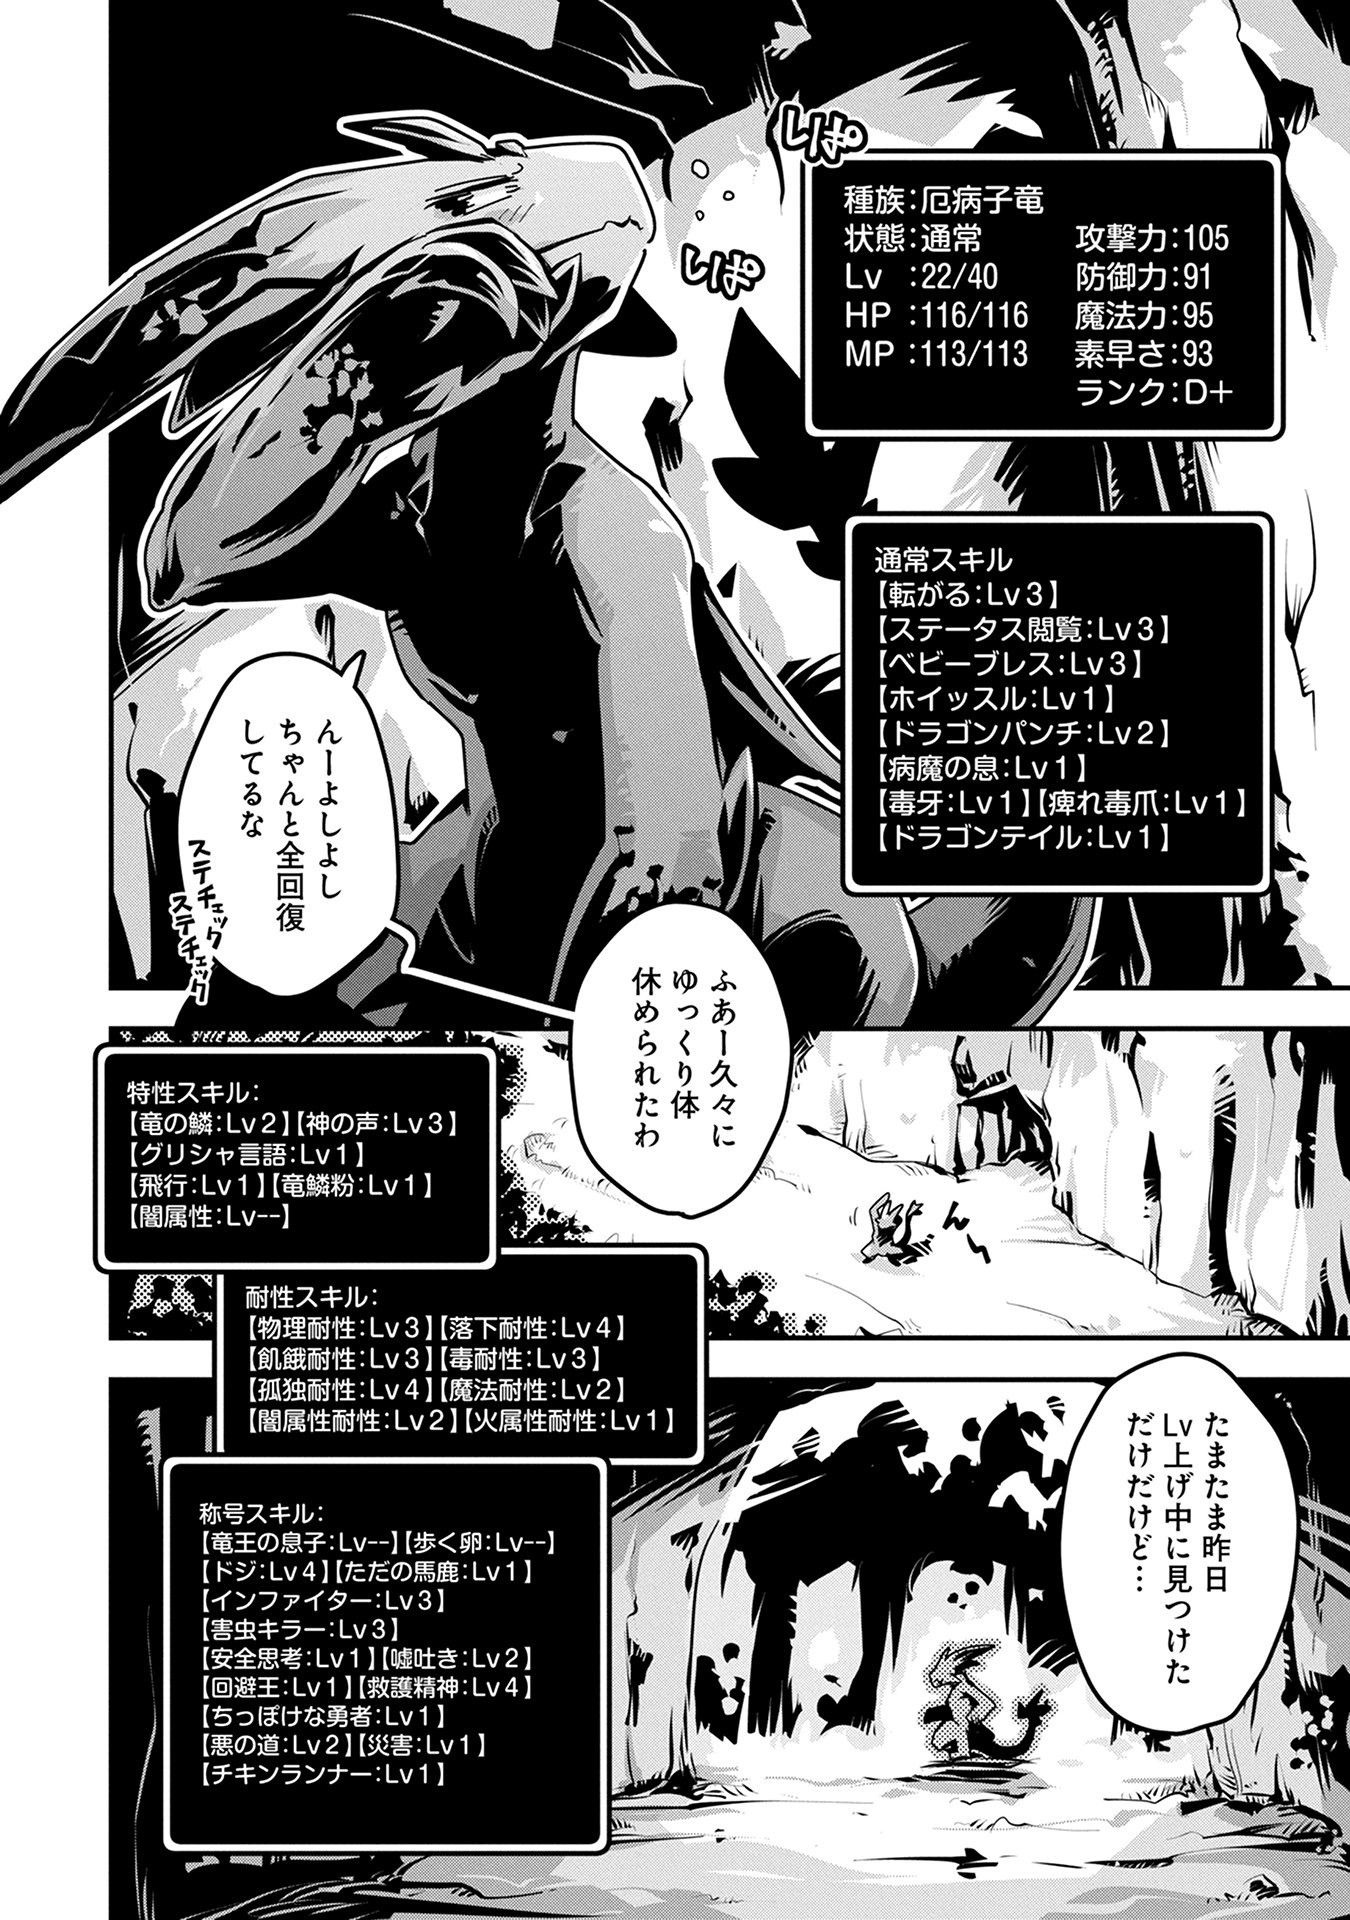 しぱ
しぱ
種族：厄病子竜
状態：通常
Lv：22/40
HP：116/116
MP：113/113
攻撃力：105
防御力：91
魔法力：95
素早さ：93
ランク：D＋
通常スキル
【転がる：Lv３】
【ステータス閲覧：Lv３】
【ベビーブレス：Lv３】
【ホイッスル：Lv１】
【ドラゴンパンチ：Lv２】
【病魔の息：Lv１】
【毒牙：Lv１】【痺れ毒爪：Lv１】
【ドラゴンテイル：Lv１】
んーよしよし
ちゃんと全回復
してるな
ステチェック
ステチェック
ふあー久々に
ゆっくり体
休められたわ
ん〜
特性スキル：
【竜の鱗：Lv２】【神の声：Lv３】
【グリシャ言語：Lv１】
【飛行：Lv１】【竜鱗粉：Lv１】
【闇属性：Lv--】
耐性スキル：
【物理耐性：Lv３】【落下耐性：Lv４】
【飢餓耐性：Lv３】【毒耐性：Lv３】
【孤独耐性：Lv４】【魔法耐性：Lv２】
【闇属性耐性：Lv２】【火属性耐性：Lv１】
たまたま昨日
Lv上げ中に見つけた
だけだけど…
称号スキル：
【竜王の息子：Lv--】【歩く卵：Lv--】
【ドジ：Lv４】【ただの馬鹿：Lv１】
【インファイター：Lv３】
【害虫キラー：Lv３】
【安全思考：Lv１】【嘘吐き：Lv２】
【回避王：Lv１】【救護精神：Lv４】
【ちっぽけな勇者：Lv１】
【悪の道：Lv２】【災害：Lv１】
【チキンランナー：Lv１】